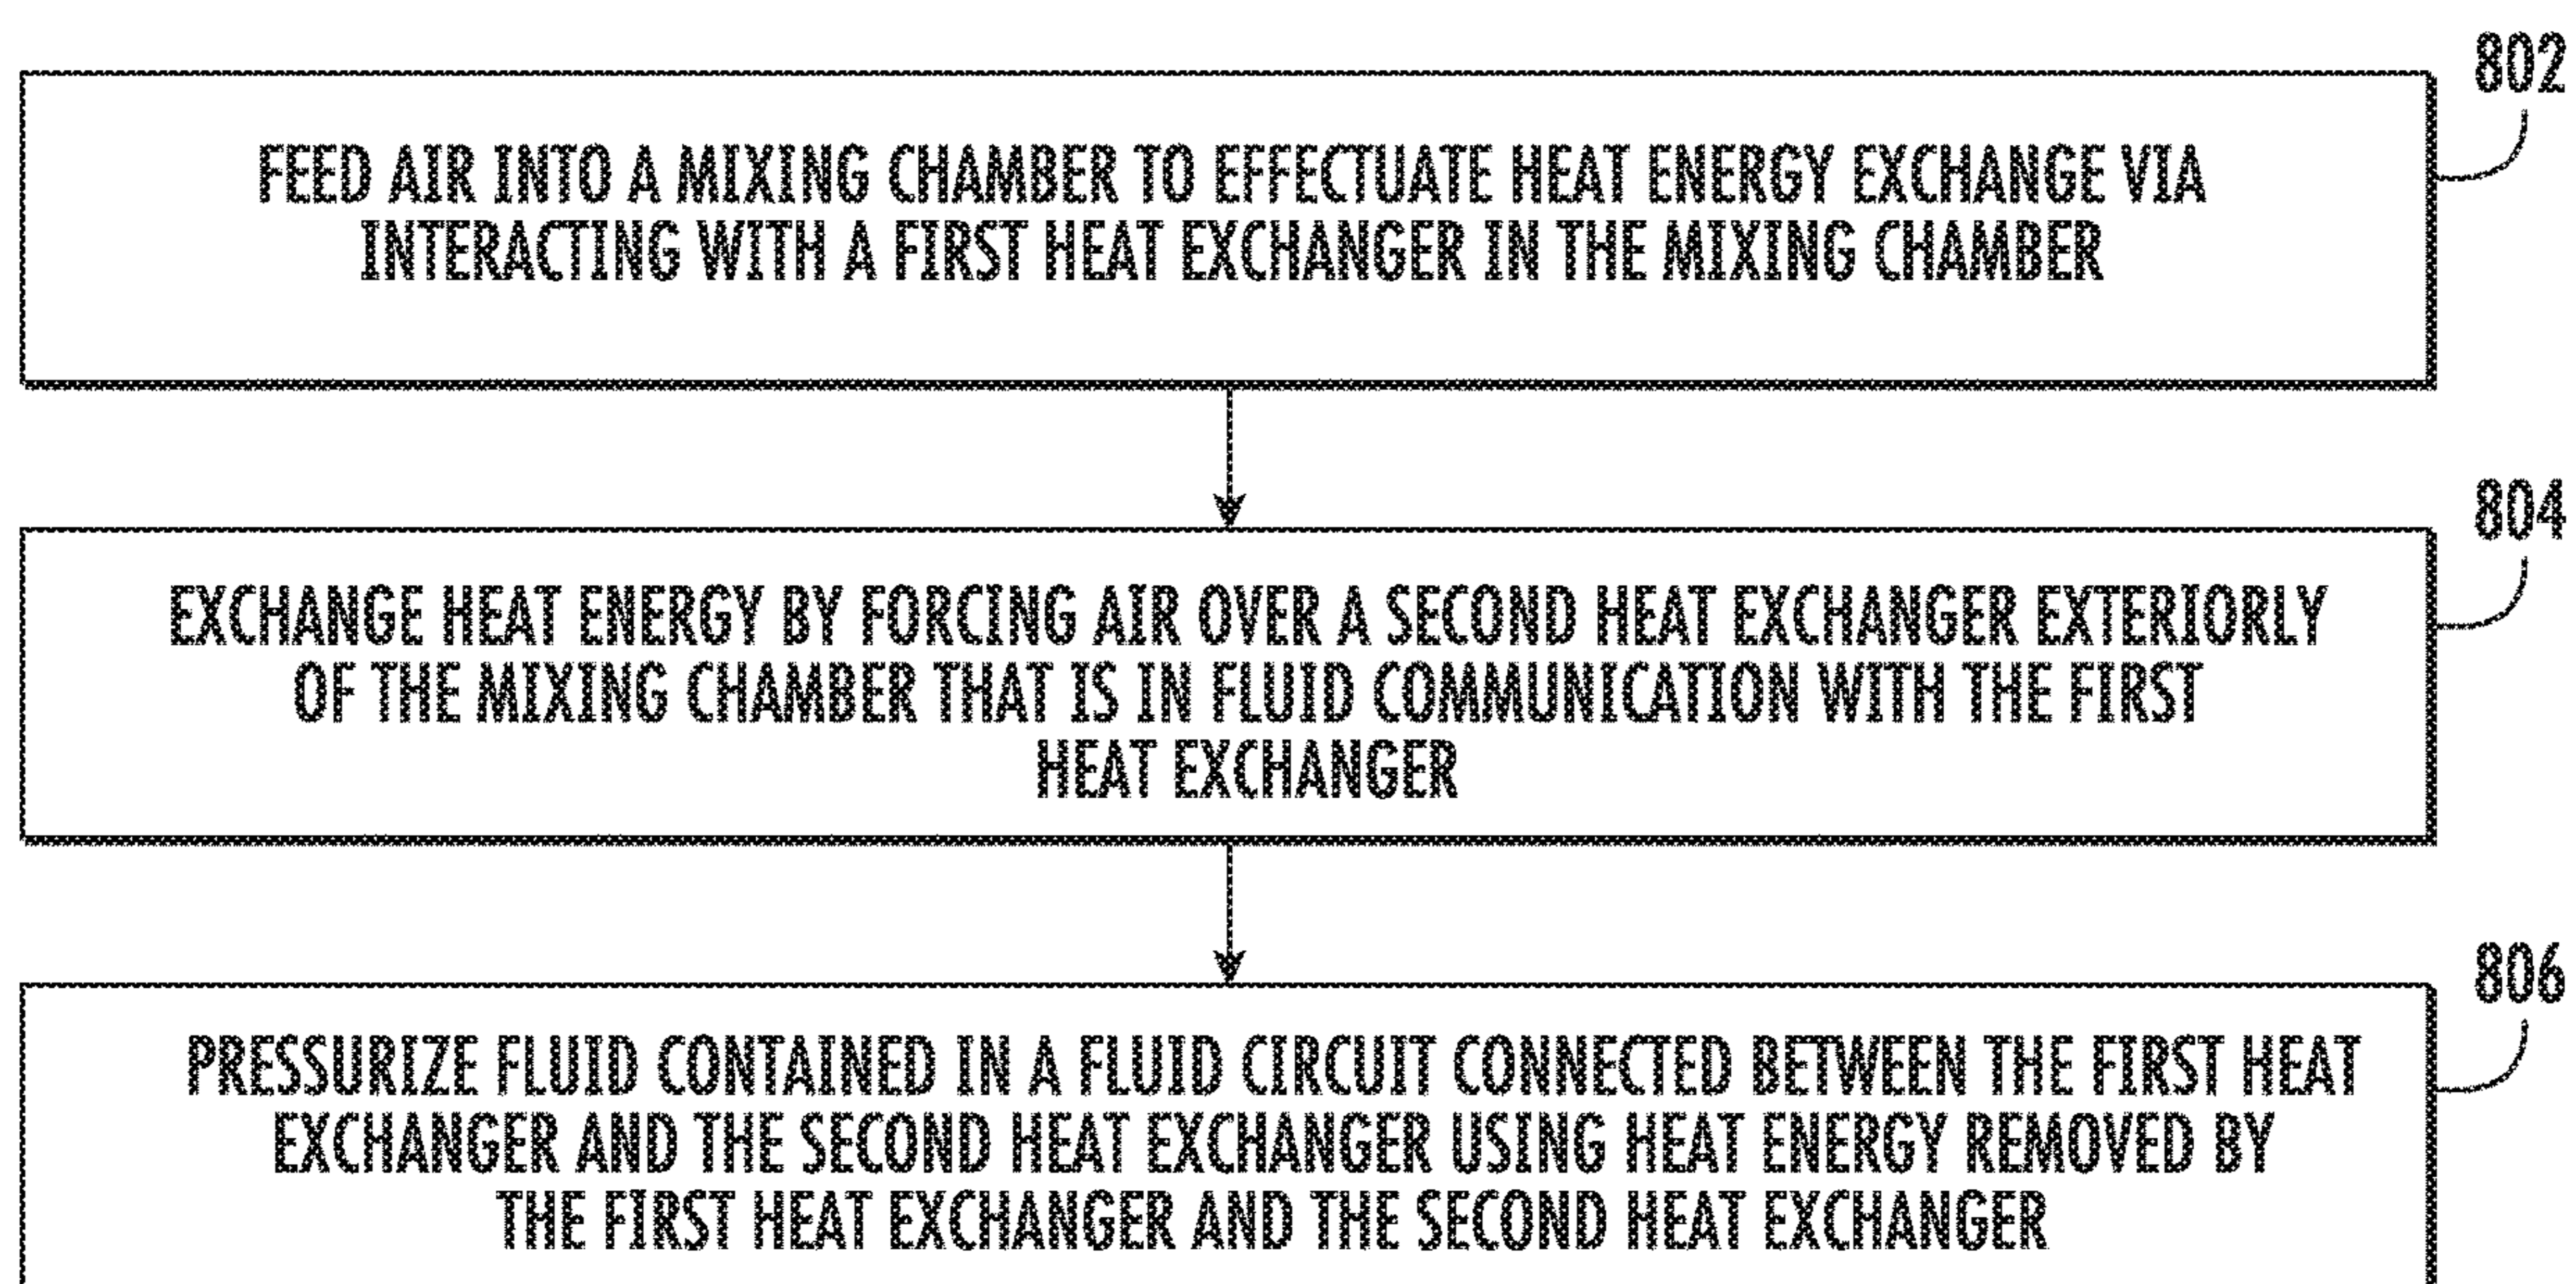 802
FEED AIR INTO A MIXING CHAMBER TO EFFECTUATE HEAT ENERGY EXCHANGE VIA
INTERACTING WITH A FIRST HEAT EXCHANGER IN THE MIXING CHAMBER
804
EXCHANGE HEAT ENERGY BY FORCING AIR OVER A SECOND HEAT EXCHANGER EXTERIORLY
OF THE MIXING CHAMBER THAT IS IN FLUID COMMUNICATION WITH THE FIRST
HEAT EXCHANGER
806
PRESSURIZE FLUID CONTAINED IN A FLUID CIRCUIT CONNECTED BETWEEN THE FIRST HEAT
EXCHANGER AND THE SECOND HEAT EXCHANGER USING HEAT ENERGY REMOVED BY
THE FIRST HEAT EXCHANGER AND THE SECOND HEAT EXCHANGER